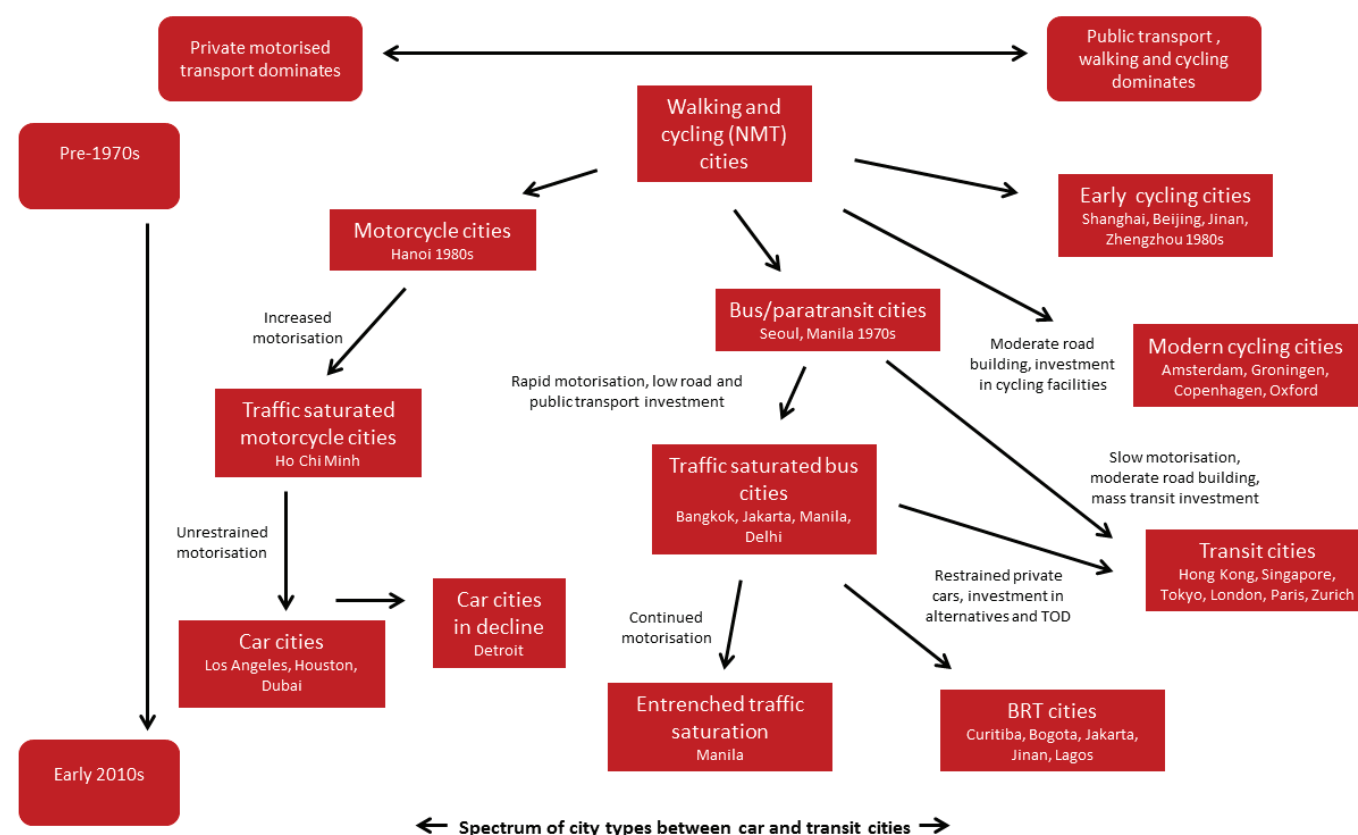 Private motorised
transport dominates
Public transport ,
walking and cycling
dominates
Walking and
cycling (NMT)
cities
Pre-1970s
Early cycling cities
Shanghai, Beijing, Jinan,
Zhengzhou 1980s
Motorcycle cities
Hanoi 1980s
Bus/paratransit cities
Seoul, Manila 1970s
Increased
motorisation
Moderate road
building, investment
in cycling facilities
Modern cycling cities
Amsterdam, Groningen,
Copenhagen, Oxford
Rapid motorisation, low road and
public transport investment
Traffic saturated
motorcycle cities
Ho Chi Minh
Traffic saturated bus
cities
Bangkok, Jakarta, Manila,
Delhi
Slow motorisation,
moderate road building,
mass transit investment
Unrestrained
motorisation
Transit cities
Hong Kong, Singapore,
Tokyo, London, Paris, Zurich
Restrained private
cars, investment in
alternatives and TOD
Car cities
in decline
Detroit
Continued
motorisation
Car cities
Los Angeles, Houston,
Dubai
Entrenched traffic
saturation
Manila
BRT cities
Curitiba, Bogota, Jakarta,
Jinan, Lagos
Early 2010s
Spectrum of city types between car and transit cities